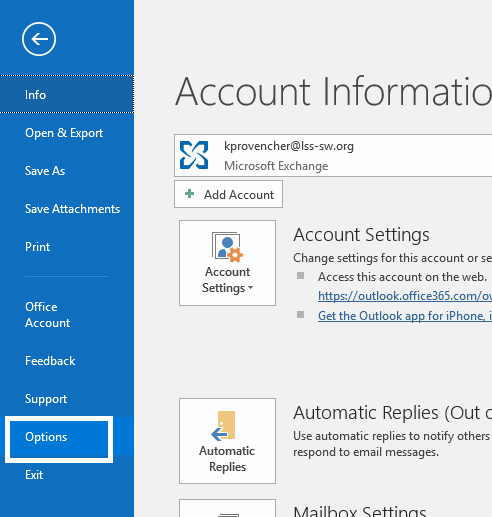 Info
Open & Export
Save As
Save Attachments
Print
Office
Account
Feedback
Support
Options
Exit
Account Informatio
kprovencher@lss-sw.org
Microsoft Exchange
Add Account
Account
Settings
Account Settings
Change settings for this account or se
Access this account on the web.
https://outlook.office365.com/ow
Get the Outlook app for iPhone, i
Automatic
Replies
Automatic Replies (Out o
Use automatic replies to notify others
respond to email messages.
Mailbox Settings